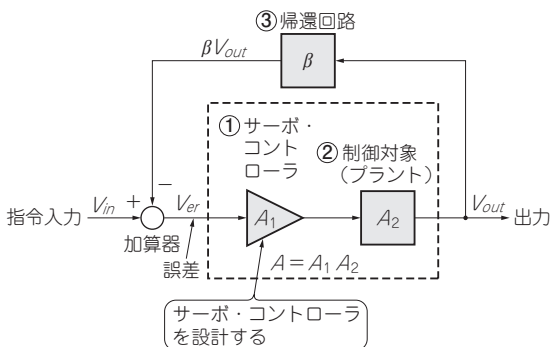 ③帰還回路
βVout
β
①サーボ・
コント
ローラ
②制御対象
(プラント)
指令入力
Vin
+
−
Ver
A1
A2
Vout
出力
加算器
誤差
A=A1 A2
サーボ・コントローラ
を設計する